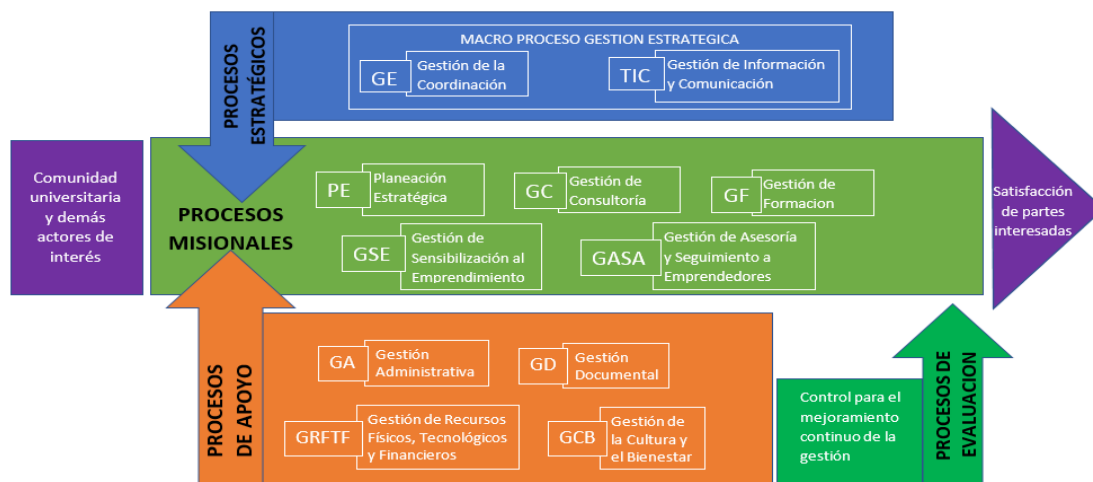 PROCESOS
ESTRATÉGICOS
MACRO PROCESO GESTION ESTRATEGICA
GE
Gestión de la
Coordinación
TIC
Gestión de Información
y Comunicación
Comunidad
universitaria
y demás
actores de
interés
PROCESOS
MISIONALES
PE
Planeación
Estratégica
GC
Gestión de
Consultoría
GF
Gestión de
Formacion
GSE
Gestión de
Sensibilización al
Emprendimiento
GASA
Gestión de Asesoría
y Seguimiento a
Emprendedores
Satisfacción
de partes
interesadas
PROCESOS
DE APOYO
GA
Gestión
Administrativa
GD
Gestión
Documental
GRFTF
Gestión de Recursos
Físicos, Tecnológicos
y Financieros
GCB
Gestión de
la Cultura y
el Bienestar
Control para el
mejoramiento
continuo de la
gestión
PROCESOS DE
EVALUACION